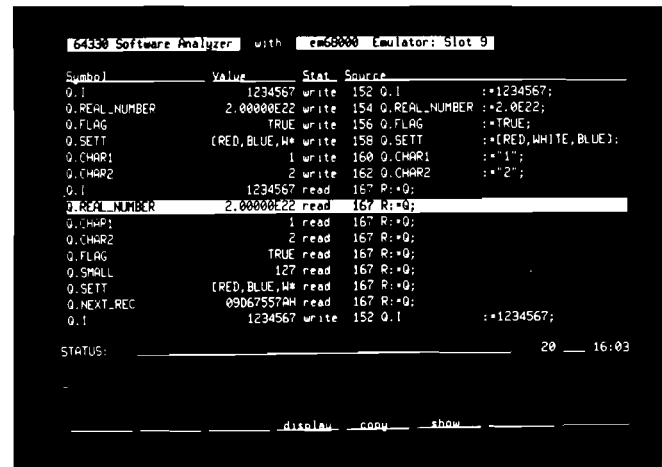 64330 Software Analyzer with em68000 Emulator: Slot 9
Symbol Value Stat Source
Q.I 1234567 write 152 Q.I :=1234567;
Q.REAL_NUMBER 2.00000E22 write 154 Q.REAL_NUMBER :=2.0E22;
Q.FLAG TRUE write 156 Q.FLAG :=TRUE;
Q.SETT [RED,BLUE,W* write 158 Q.SETT :=[RED,WHITE,BLUE];
Q.CHAR1 1 write 160 Q.CHAR1 :="1";
Q.CHAR2 2 write 162 Q.CHAR2 :="2";
Q.I 1234567 read 167 R:=Q;
Q.REAL_NUMBER 2.00000E22 read 167 R:=Q;
Q.CHAR1 1 read 167 R:=Q;
Q.CHAR2 2 read 167 R:=Q;
Q.FLAG TRUE read 167 R:=Q;
Q.SMALL 127 read 167 R:=Q;
Q.SETT [RED,BLUE,W* read 167 R:=Q;
Q.NEXT_REC 09D67557AH read 167 R:=Q;
Q.I 1234567 write 152 Q.I :=1234567;
STATUS: 20 16:03
display copy show